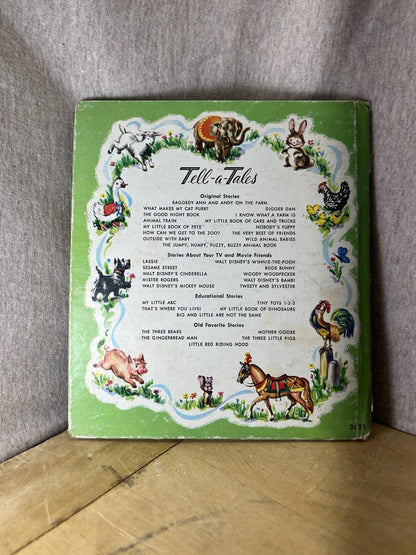 Tell-a-Tales
Original Stories
RAGGEDY ANN AND ANDY ON THE FARM
WHAT MAKES MY CAT PURR? DIGGER DAN
THE GOOD NIGHT BOOK I KNOW WHAT A FARM IS
ANIMAL TRAIN MY LITTLE BOOK OF CARS AND TRUCKS
MY LITTLE BOOK OF PETS NOBODY'S PUPPY
HOW CAN WE GET TO THE ZOO? THE VERY BEST OF FRIENDS
OUTSIDE WITH BABY WILD ANIMAL BABIES
THE JUMPY, HUMPY, FUZZY, BUZZY ANIMAL BOOK
Stories About Your TV and Movie Friends
LASSIE WALT DISNEY'S WINNIE-THE-POOH
SESAME STREET BUGS BUNNY
WALT DISNEY'S CINDERELLA WOODY WOODPECKER
MISTER ROGERS WALT DISNEY'S BAMBI
WALT DISNEY'S MICKEY MOUSE TWEETY AND SYLVESTER
Educational Stories
MY LITTLE ABC TINY TOTS 1-2-3
THAT'S WHERE YOU LIVE! MY LITTLE BOOK OF DINOSAURS
BIG AND LITTLE ARE NOT THE SAME
Old Favorite Stories
THE THREE BEARS MOTHER GOOSE
THE GINGERBREAD MAN THE THREE LITTLE PIGS
LITTLE RED RIDING HOOD